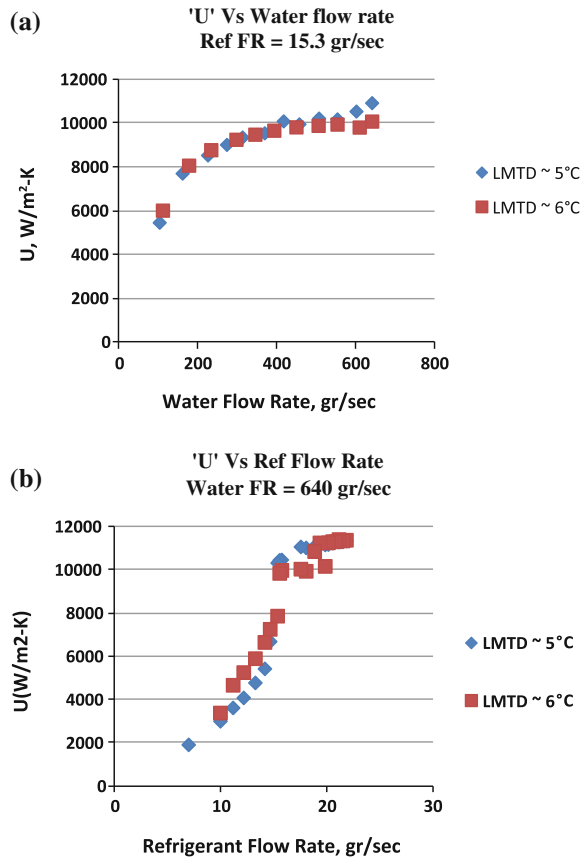 (a)
'U' Vs Water flow rate
Ref FR = 15.3 gr/sec
12000
10000
8000
6000
4000
2000
0
U, W/m²-K
0 200 400 600 800
Water Flow Rate, gr/sec
LMTD ~ 5°C
LMTD ~ 6°C
(b)
'U' Vs Ref Flow Rate
Water FR = 640 gr/sec
12000
10000
8000
6000
4000
2000
0
U(W/m2-K)
0 10 20 30
Refrigerant Flow Rate, gr/sec
LMTD ~ 5°C
LMTD ~ 6°C